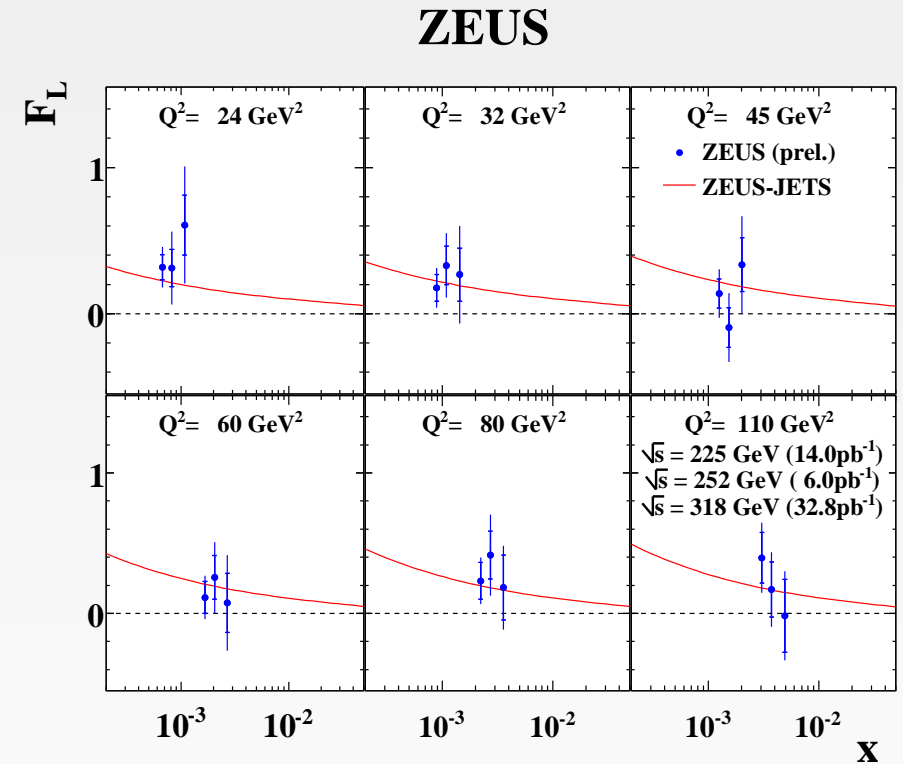 ZEUS
F_L
Q²= 24 GeV²
Q²= 32 GeV²
Q²= 45 GeV²
ZEUS (prel.)
ZEUS-JETS
1
0
Q²= 60 GeV²
Q²= 80 GeV²
Q²= 110 GeV²
√s = 225 GeV (14.0pb⁻¹)
√s = 252 GeV ( 6.0pb⁻¹)
√s = 318 GeV (32.8pb⁻¹)
1
0
10⁻³ 10⁻² 10⁻³ 10⁻² 10⁻³ 10⁻²
x